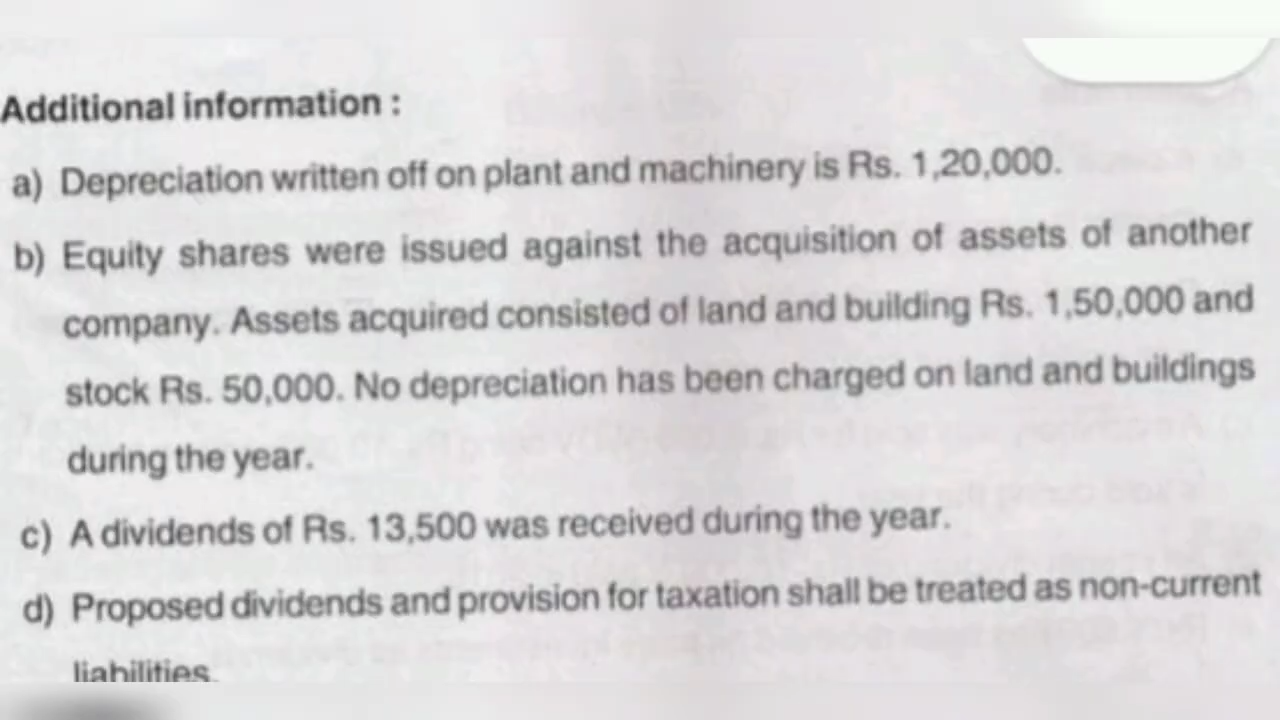 Additional information :
a) Depreciation written off on plant and machinery is Rs. 1,20,000.
b) Equity shares were issued against the acquisition of assets of another
company. Assets acquired consisted of land and building Rs. 1,50,000 and
stock Rs. 50,000. No depreciation has been charged on land and buildings
during the year.
c) A dividends of Rs. 13,500 was received during the year.
d) Proposed dividends and provision for taxation shall be treated as non-current
liabilities.